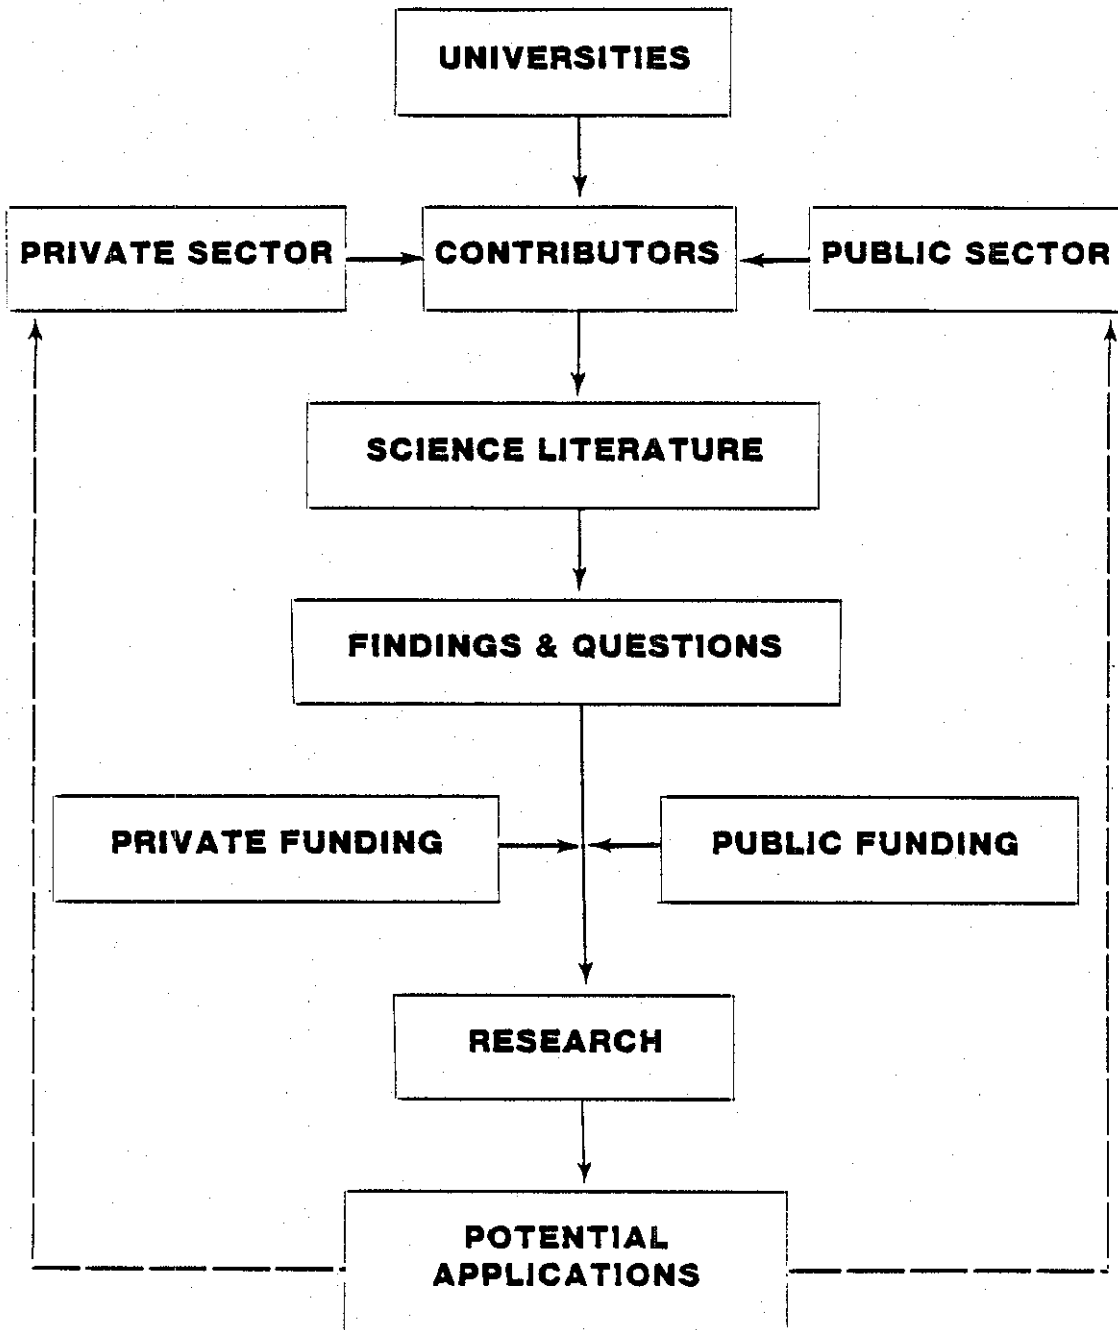 UNIVERSITIES
PRIVATE SECTOR
CONTRIBUTORS
PUBLIC SECTOR
SCIENCE LITERATURE
FINDINGS & QUESTIONS
PRIVATE FUNDING
PUBLIC FUNDING
RESEARCH
POTENTIAL
APPLICATIONS